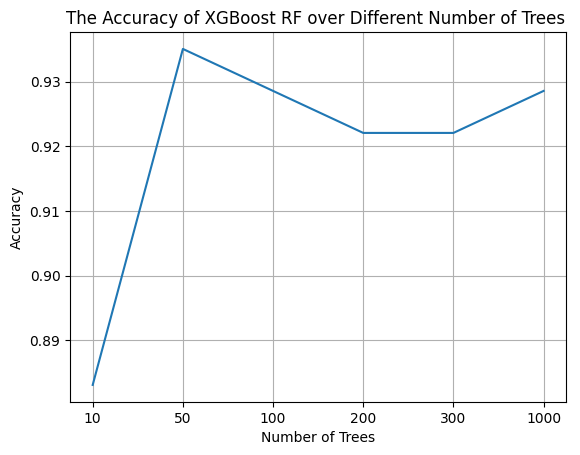 The Accuracy of XGBoost RF over Different Number of Trees
0.93
0.92
0.91
0.90
0.89
Accuracy
10 50 100 200 300 1000
Number of Trees